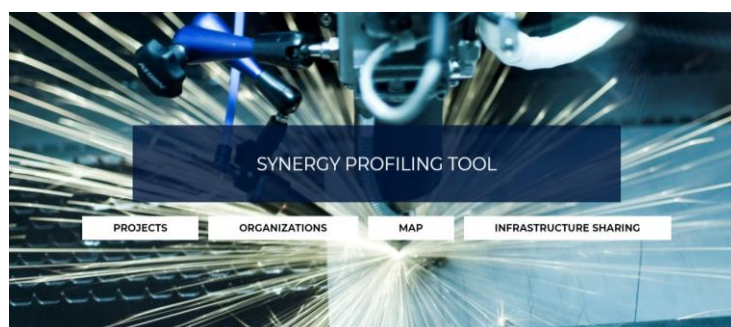 SYNERGY PROFILING TOOL
PROJECTS ORGANIZATIONS MAP INFRASTRUCTURE SHARING